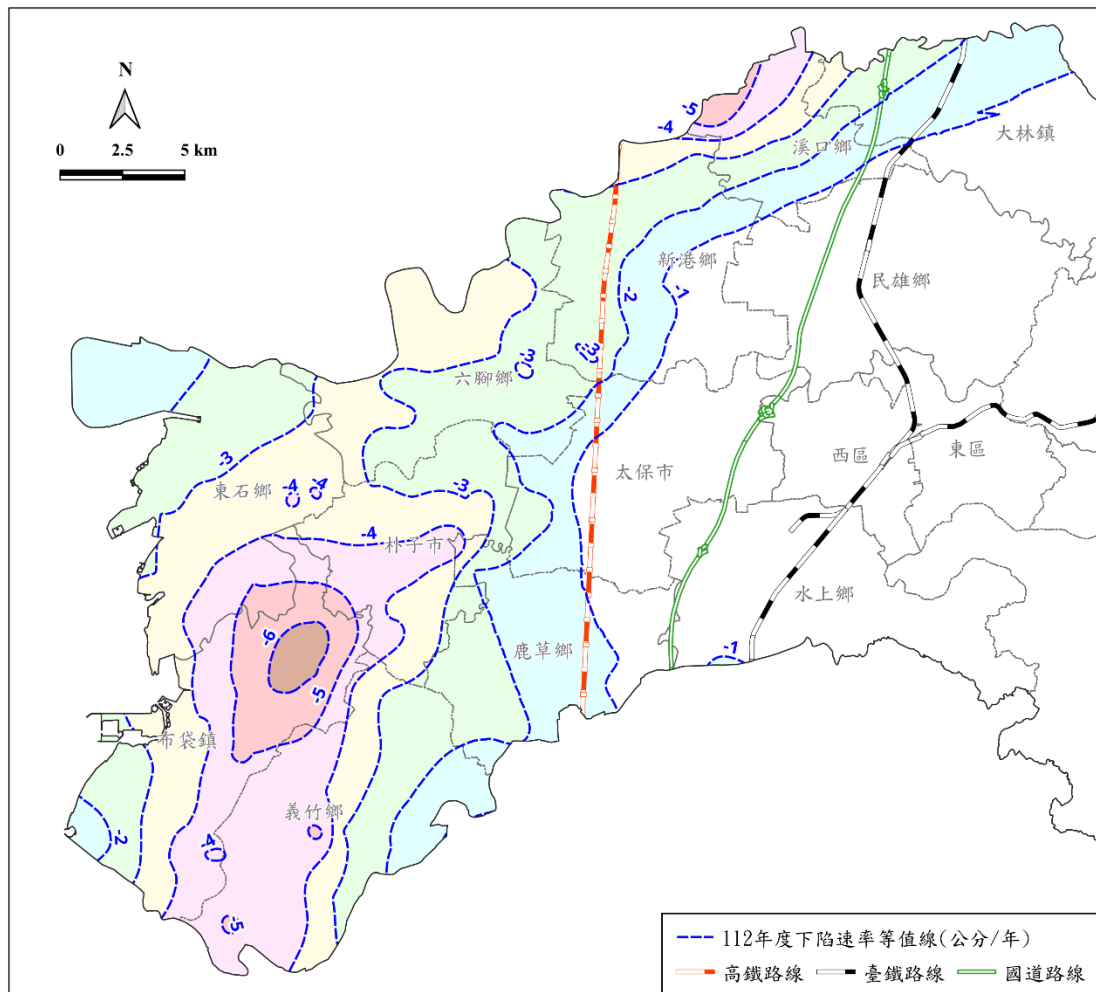 N
0 2.5 5 km
-5
-4
-1
大林鎮
溪口鄉
新港鄉
-2
-1
民雄鄉
-3
-3
六腳鄉
-3
東石鄉
-4
-4
-3
太保市
西區
東區
-4
朴子市
水上鄉
-6
-5
鹿草鄉
-1
布袋鎮
義竹鄉
-2
-4
-5
112年度下陷速率等值線(公分/年)
高鐵路線 臺鐵路線 國道路線